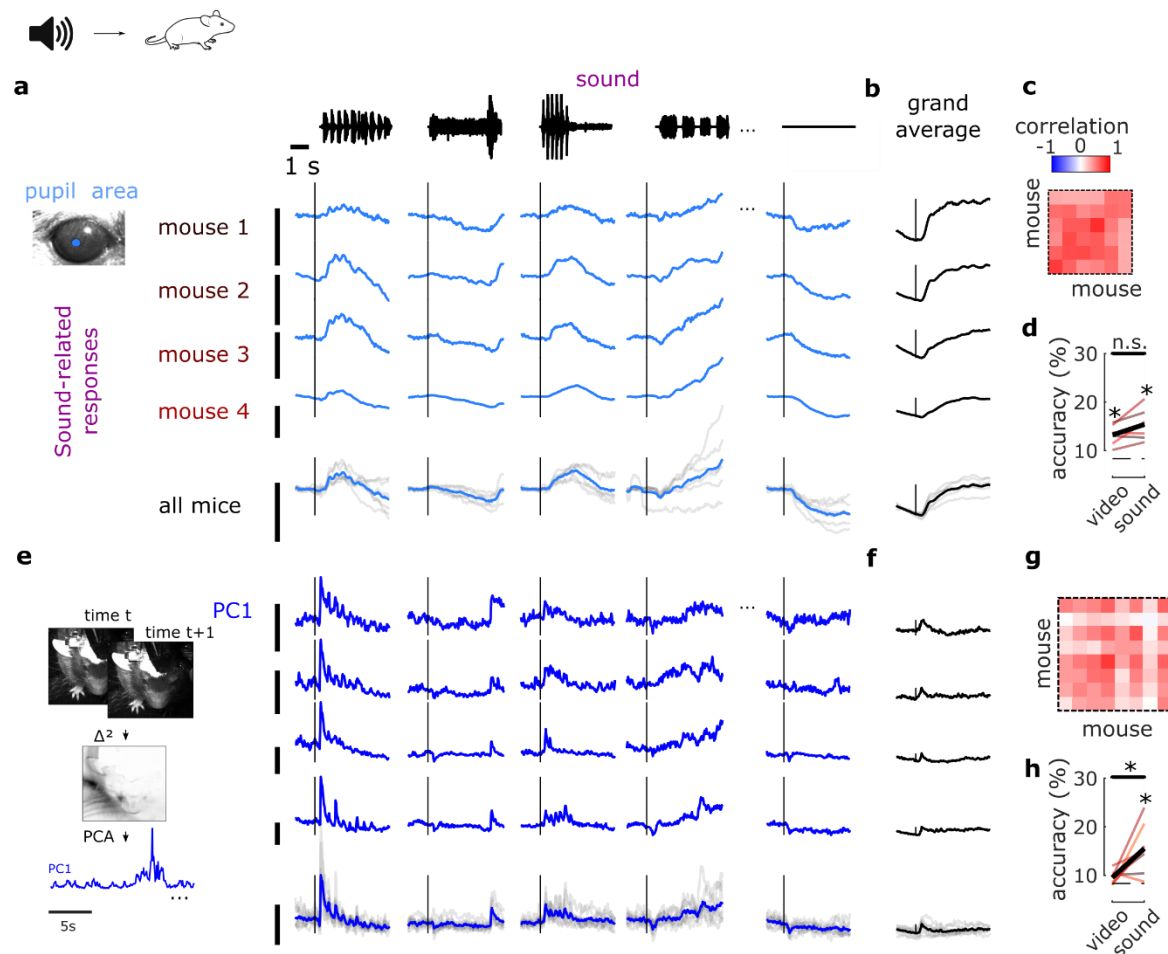 a
sound
b
grand
average
c
correlation
-1 0 1
1 s
...
pupil area
mouse 1
mouse 2
mouse 3
mouse 4
all mice
Sound-related
responses
...
mouse
mouse
d
n.s.
accuracy (%)
30
20
10
*
*
video
sound
e
time t
time t+1
Δ²
PCA
PC1
...
5s
PC1
...
f
g
mouse
mouse
h
accuracy (%)
30
20
10
*
*
video
sound